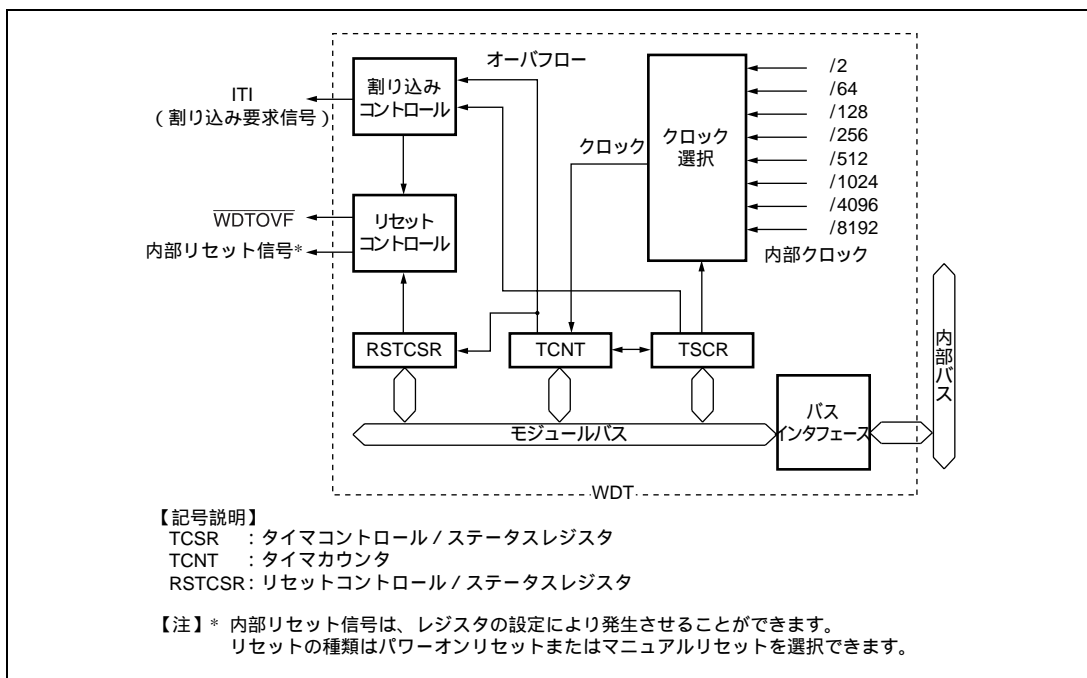 オーバフロー
割り込み
コントロール
ITI
(割り込み要求信号)
クロック
クロック
選択
/2
/64
/128
/256
/512
/1024
/4096
/8192
内部クロック
WDTOVF
内部リセット信号*
リセット
コントロール
RSTCSR
TCNT
TSCR
モジュールバス
バス
インタフェース
内部バス
WDT
【記号説明】
TCSR :タイマコントロール / ステータスレジスタ
TCNT :タイマカウンタ
RSTCSR:リセットコントロール / ステータスレジスタ
【注】* 内部リセット信号は、レジスタの設定により発生させることができます。
リセットの種類はパワーオンリセットまたはマニュアルリセットを選択できます。